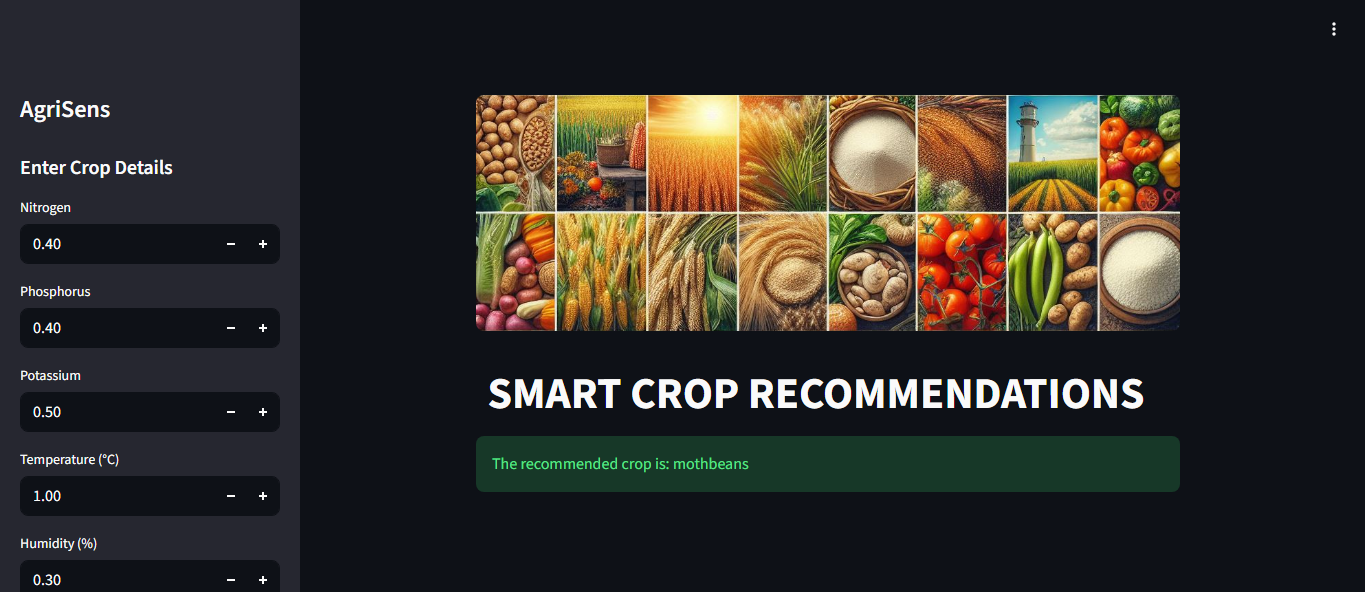 AgriSens
Enter Crop Details
Nitrogen
0.40
Phosphorus
0.40
Potassium
0.50
Temperature (°C)
1.00
Humidity (%)
0.30
SMART CROP RECOMMENDATIONS
The recommended crop is: mothbeans